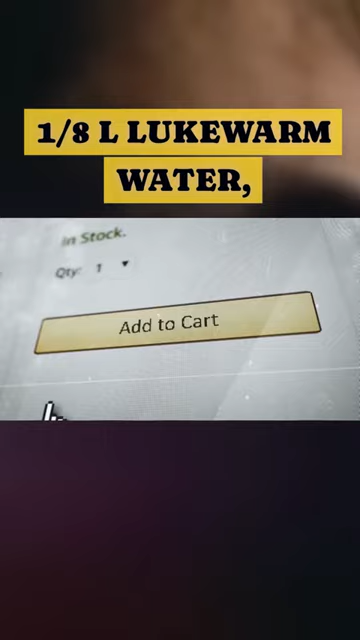 1/8 L LUKEWARM
WATER,
In Stock.
Qty: 1
Add to Cart